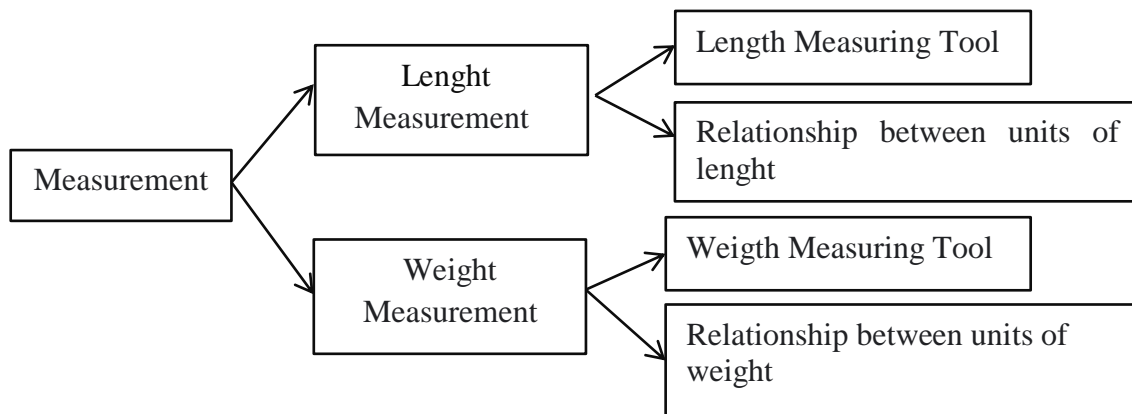 Measurement
Lenght
Measurement
Length Measuring Tool
Relationship between units of
lenght
Weight
Measurement
Weigth Measuring Tool
Relationship between units of
weight